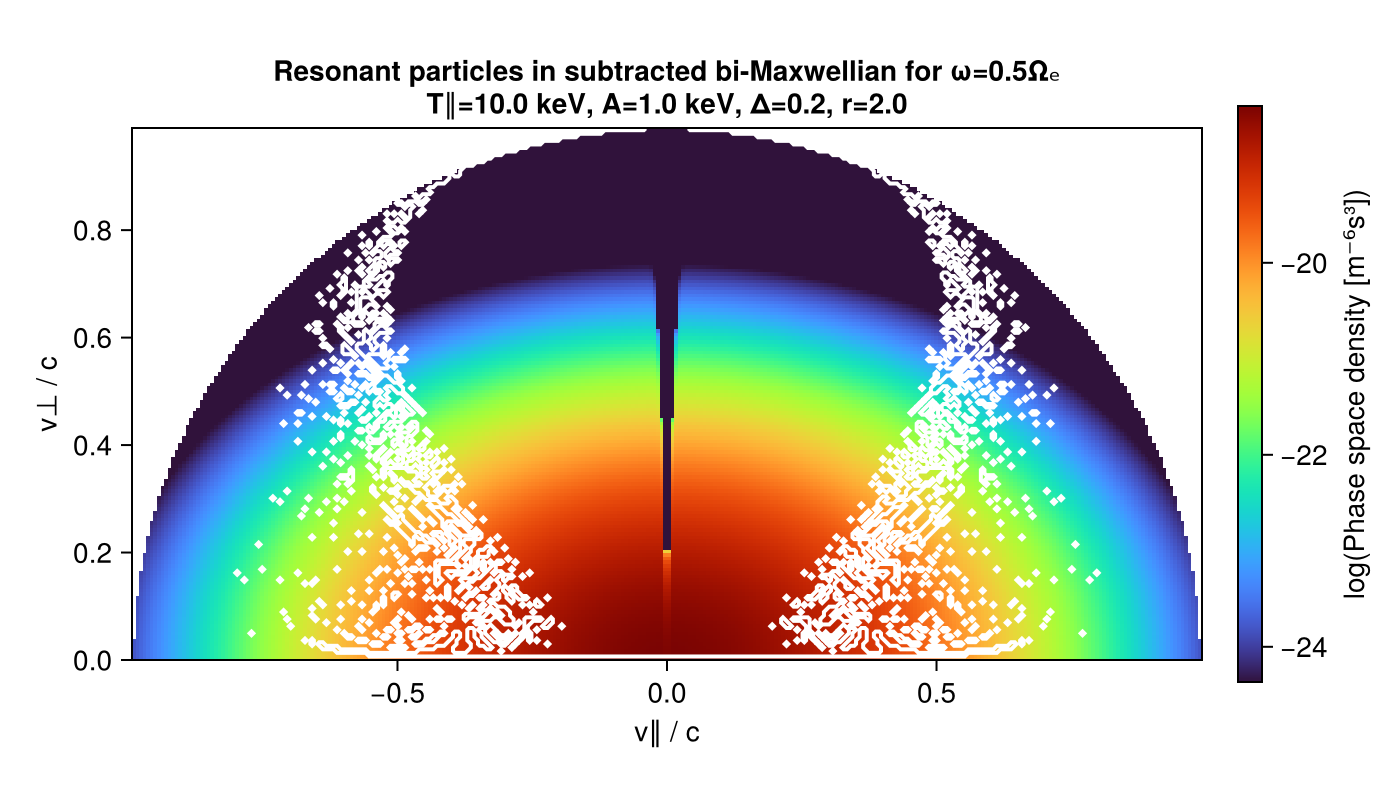 Resonant particles in subtracted bi-Maxwellian for ω=0.5Ωₑ
T∥=10.0 keV, A=1.0 keV, Δ=0.2, r=2.0
v⊥ / c
0.8
0.6
0.4
0.2
0.0
−0.5
0.0
0.5
v∥ / c
−20
−22
−24
log(Phase space density [m⁻⁶s³])